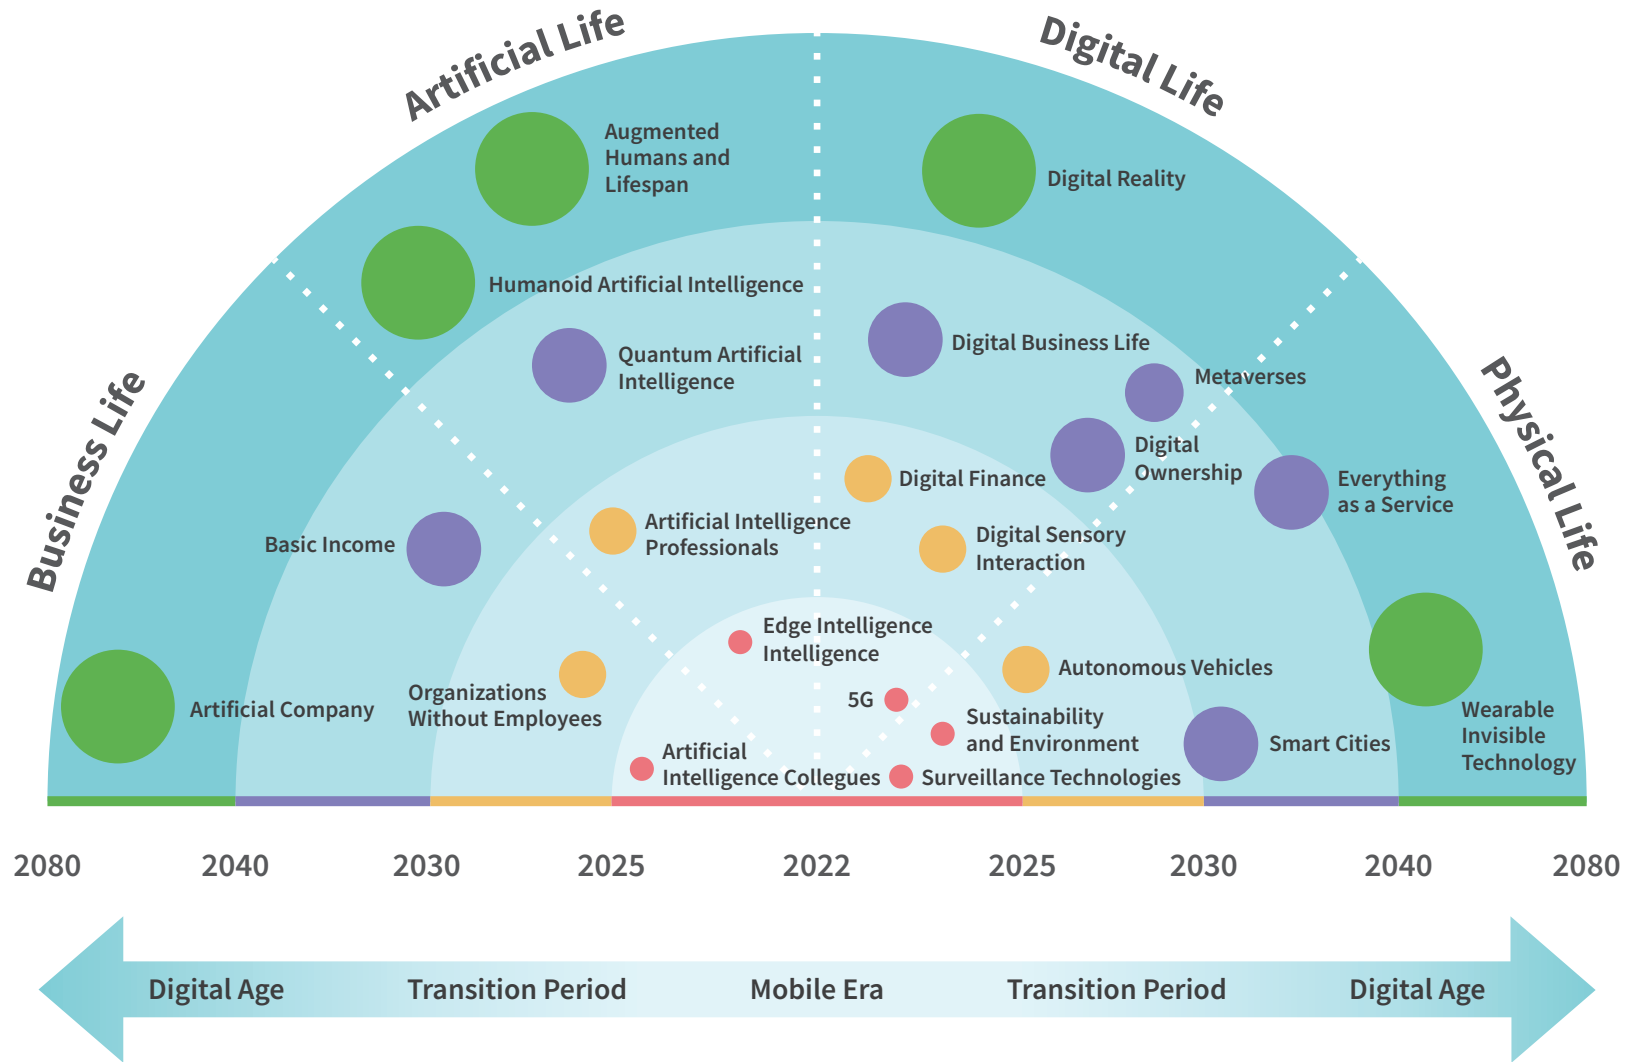 Artificial Life
Digital Life
Business Life
Physical Life
Augmented
Humans and
Lifespan
Digital Reality
Humanoid Artificial Intelligence
Quantum Artificial
Intelligence
Digital Business Life
Metaverses
Digital
Ownership
Everything
as a Service
Digital Finance
Artificial Intelligence
Professionals
Digital Sensory
Interaction
Basic Income
Edge Intelligence
Intelligence
Autonomous Vehicles
Organizations
Without Employees
Artificial Company
5G
Sustainability
and Environment
Smart Cities
Wearable
Invisible
Technology
Artificial
Intelligence Collegues
Surveillance Technologies
2080 2040 2030 2025 2022 2025 2030 2040 2080
Digital Age Transition Period Mobile Era Transition Period Digital Age